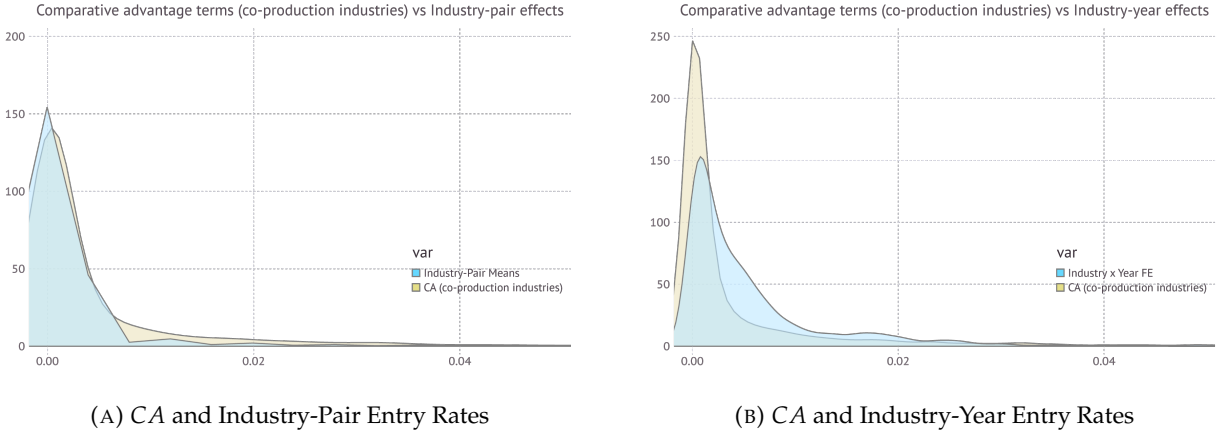 Comparative advantage terms (co-production industries) vs Industry-pair effects
200
150
100
50
0
0.00
0.02
0.04
var
Industry-Pair Means
CA (co-production industries)
(A) CA and Industry-Pair Entry Rates
Comparative advantage terms (co-production industries) vs Industry-year effects
250
200
150
100
50
0
0.00
0.02
0.04
var
Industry x Year FE
CA (co-production industries)
(B) CA and Industry-Year Entry Rates